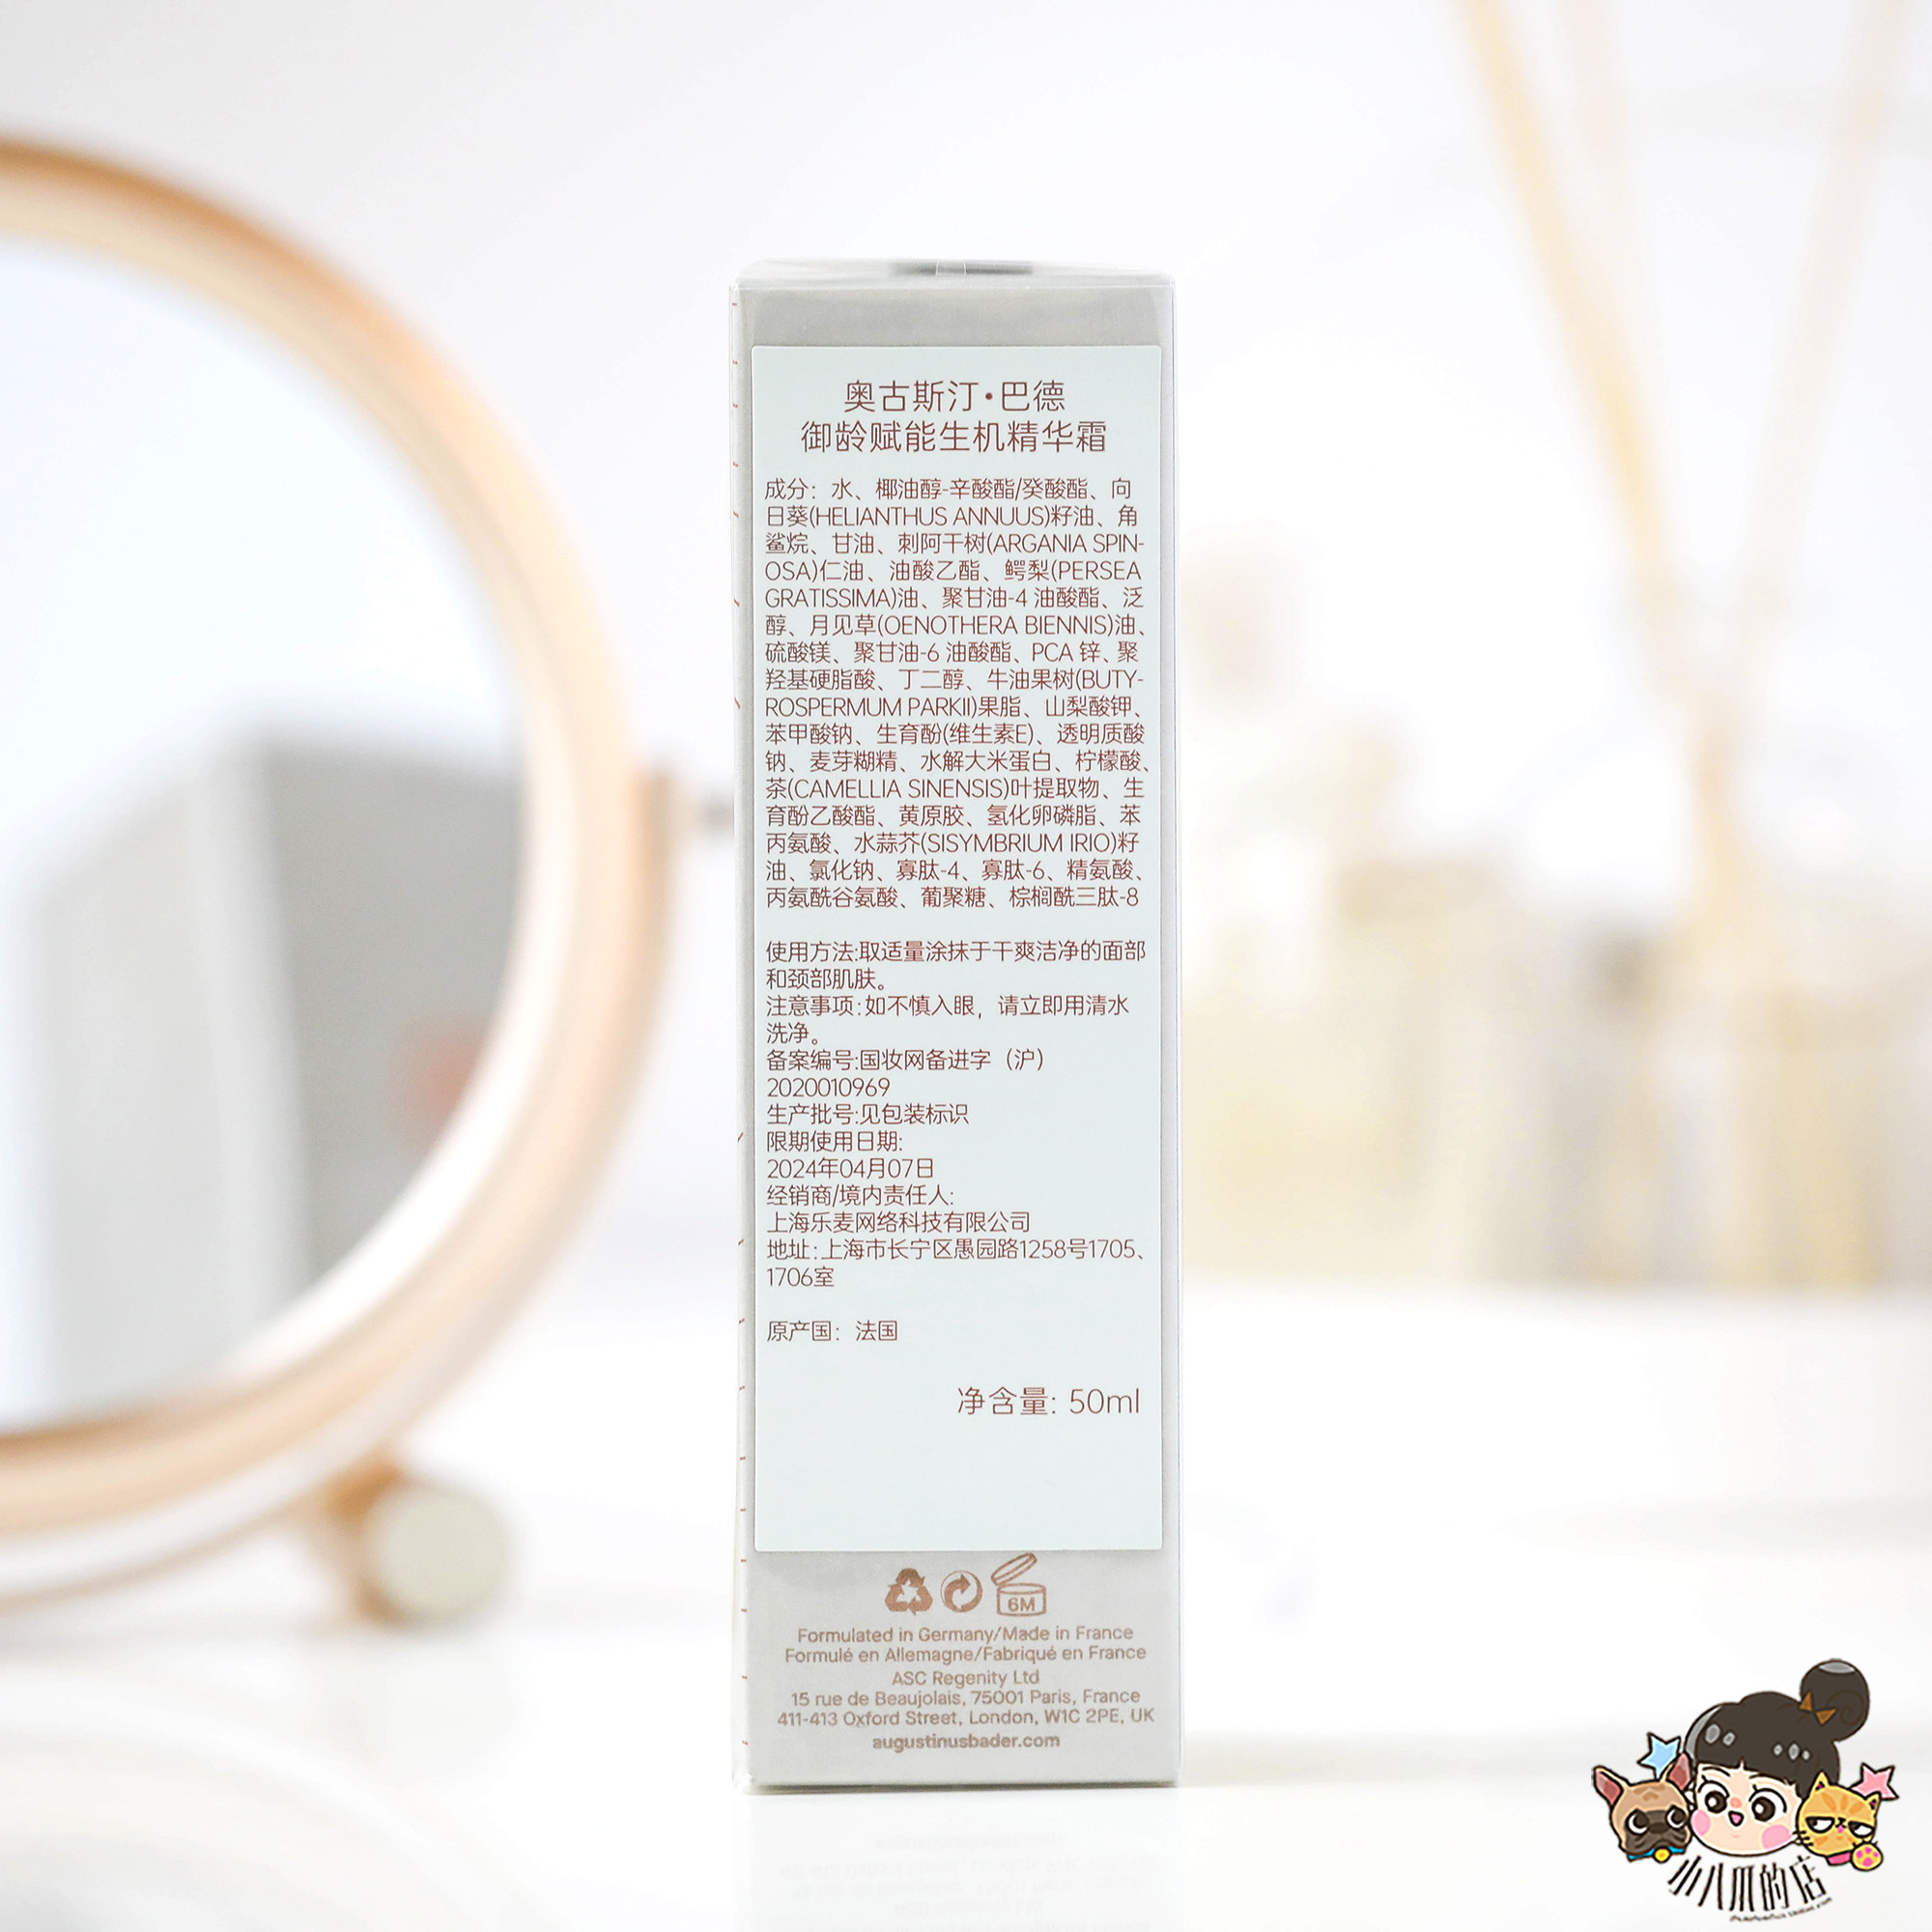 奥古斯汀•巴德
御龄赋能生机精华霜
成分：水、椰油醇-辛酸酯/癸酸酯、向
日葵(HELIANTHUS ANNUUS)籽油、角
鲨烷、甘油、刺阿干树(ARGANIA SPIN-
OSA)仁油、油酸乙酯、鳄梨(PERSEA
GRATISSIMA)油、聚甘油-4 油酸酯、泛
醇、月见草(OENOTHERA BIENNIS)油、
硫酸镁、聚甘油-6 油酸酯、PCA 锌、聚
羟基硬脂酸、丁二醇、牛油果树(BUTY-
ROSPERMUM PARKII)果脂、山梨酸钾、
苯甲酸钠、生育酚(维生素E)、透明质酸
钠、麦芽糊精、水解大米蛋白、柠檬酸、
茶(CAMELLIA SINENSIS)叶提取物、生
育酚乙酸酯、黄原胶、氢化卵磷脂、苯
丙氨酸、水蒜芥(SISYMBRIUM IRIO)籽
油、氯化钠、寡肽-4、寡肽-6、精氨酸、
丙氨酰谷氨酸、葡聚糖、棕榈酰三肽-8
使用方法:取适量涂抹于干爽洁净的面部
和颈部肌肤。
注意事项:如不慎入眼，请立即用清水
洗净。
备案编号:国妆网备进字（沪）
2020010969
生产批号:见包装标识
限期使用日期:
2024年04月07日
经销商/境内责任人:
上海乐麦网络科技有限公司
地址:上海市长宁区愚园路1258号1705、
1706室
原产国：法国
净含量: 50ml
6M
Formulated in Germany/Made in France
Formulé en Allemagne/Fabriqué en France
ASC Regenity Ltd
15 rue de Beaujolais, 75001 Paris, France
411-413 Oxford Street, London, W1C 2PE, UK
augustinusbader.com
小八爪的店